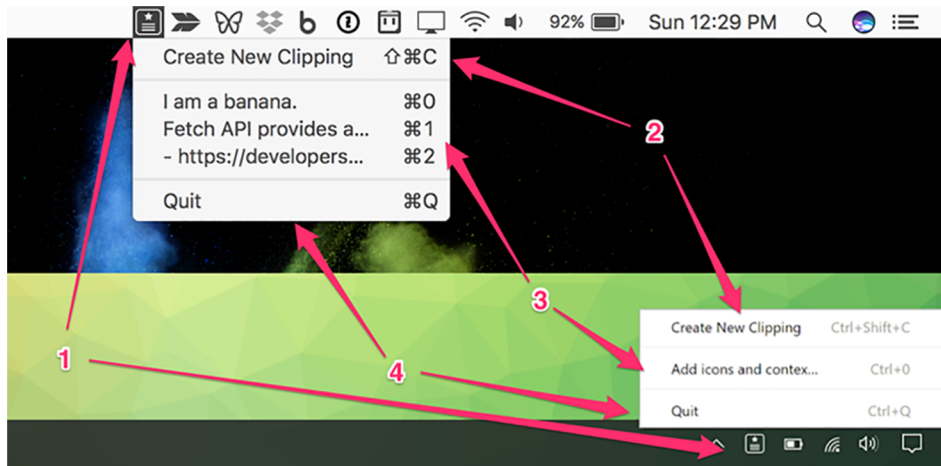 92% Sun 12:29 PM
Create New Clipping ⇧⌘C
I am a banana. ⌘0
Fetch API provides a... ⌘1
- https://developers... ⌘2
Quit ⌘Q
2
3
1
4
Create New Clipping Ctrl+Shift+C
Add icons and contex... Ctrl+0
Quit Ctrl+Q